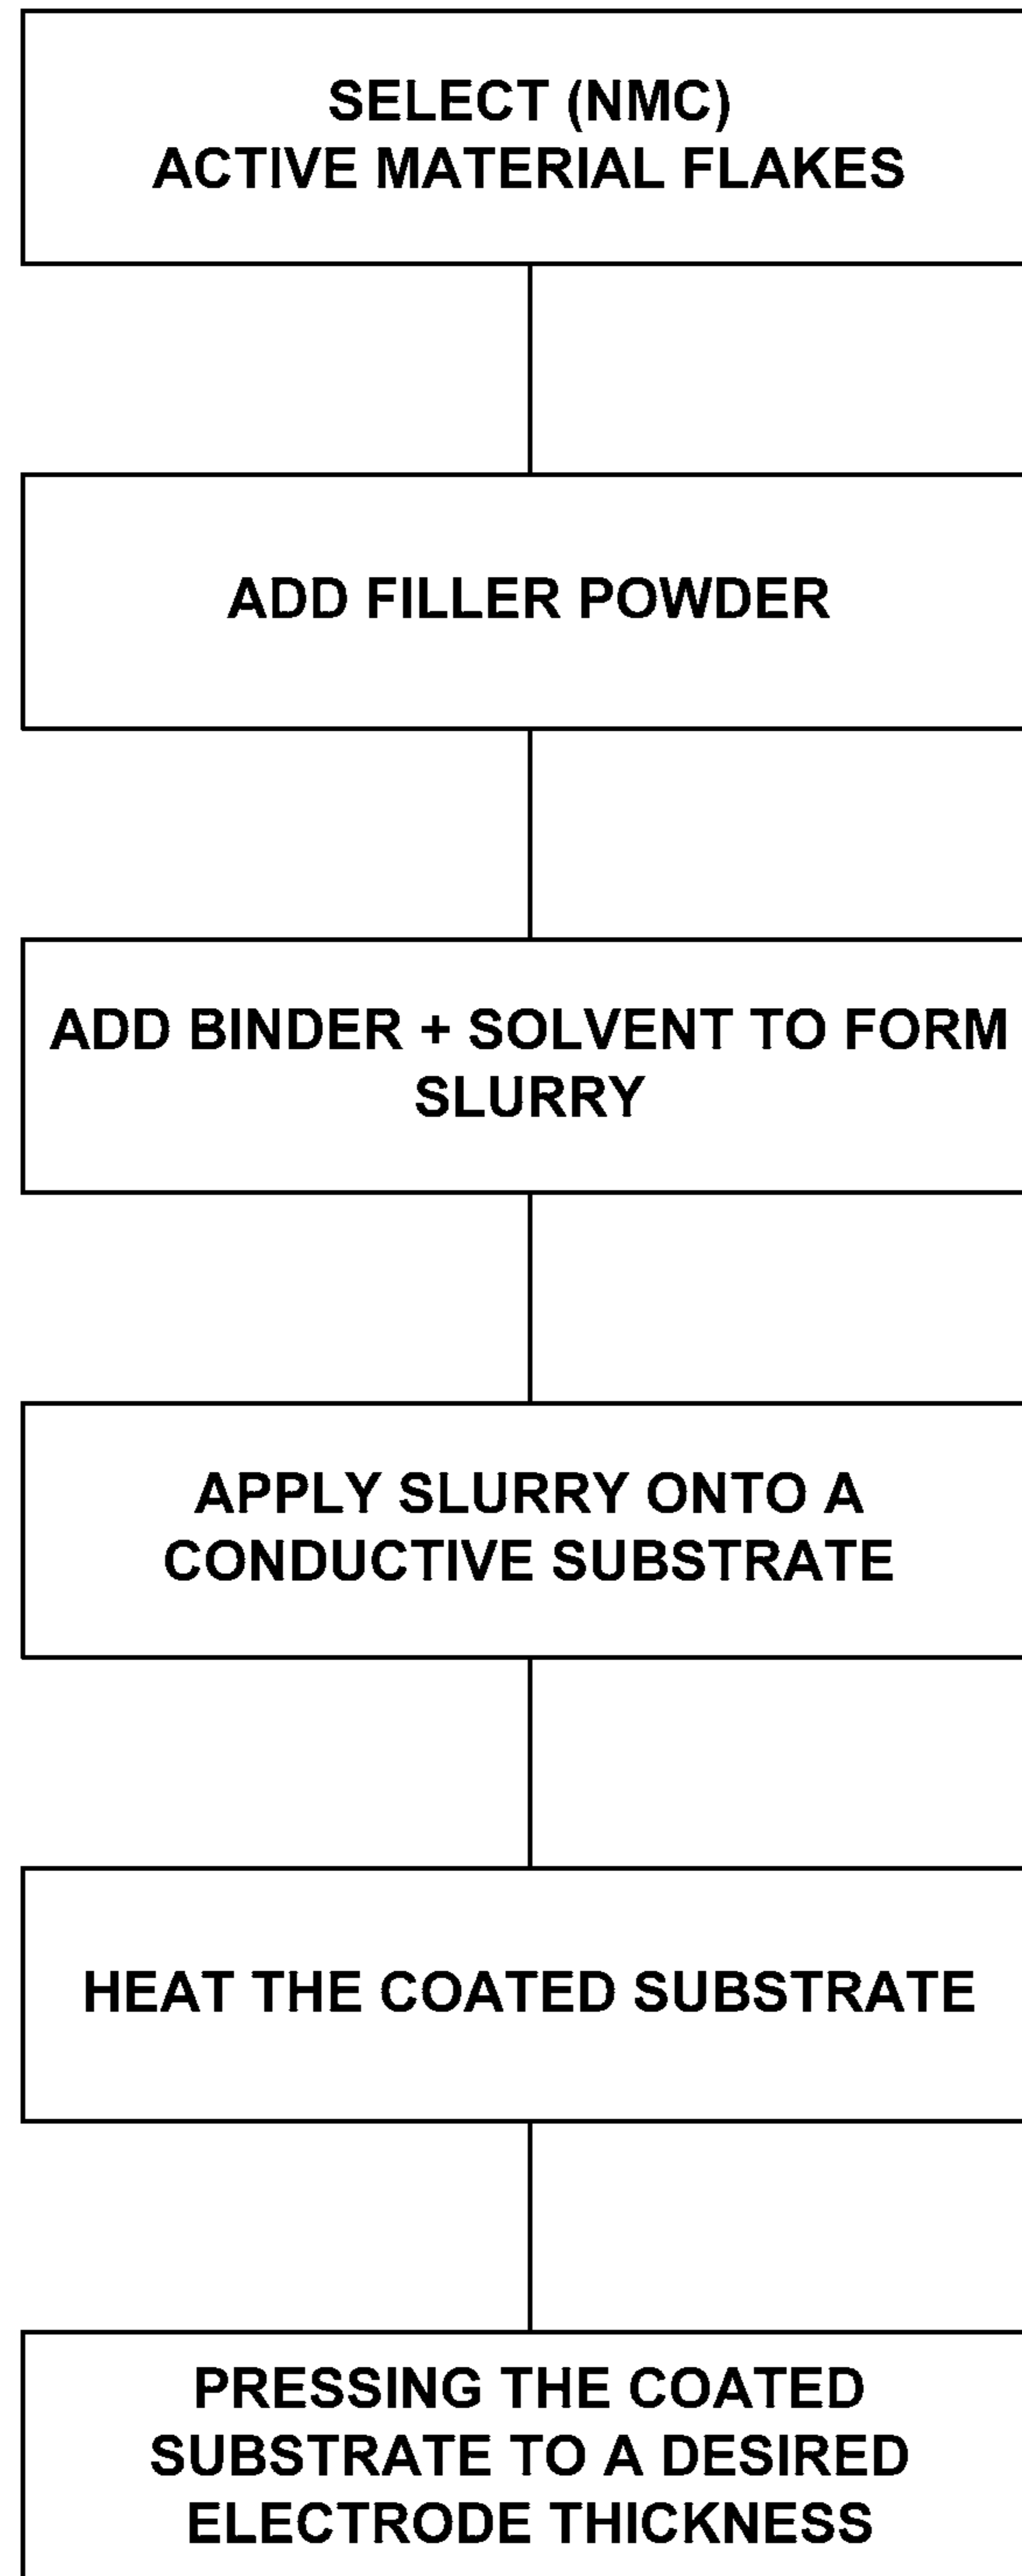 SELECT (NMC)
ACTIVE MATERIAL FLAKES
ADD FILLER POWDER
ADD BINDER + SOLVENT TO FORM
SLURRY
APPLY SLURRY ONTO A
CONDUCTIVE SUBSTRATE
HEAT THE COATED SUBSTRATE
PRESSING THE COATED
SUBSTRATE TO A DESIRED
ELECTRODE THICKNESS